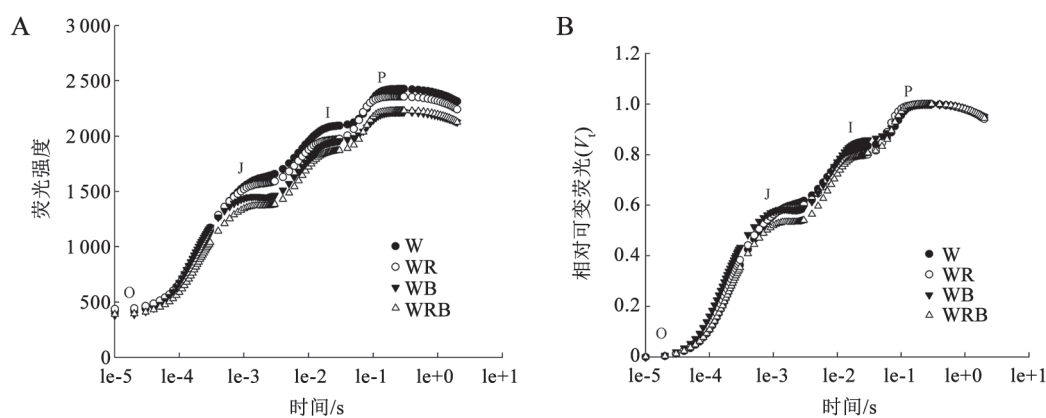 A
荧光强度
2 500
2 000
1 500
1 000
500
0
O
J
I
P
W
WR
WB
WRB
le-5
le-4
le-3
le-2
le-1
le+0
le+1
时间/s
B
相对可变荧光(Vt)
1.2
1.0
0.8
0.6
0.4
0.2
0
O
J
I
P
W
WR
WB
WRB
le-5
le-4
le-3
le-2
le-1
le+0
le+1
时间/s